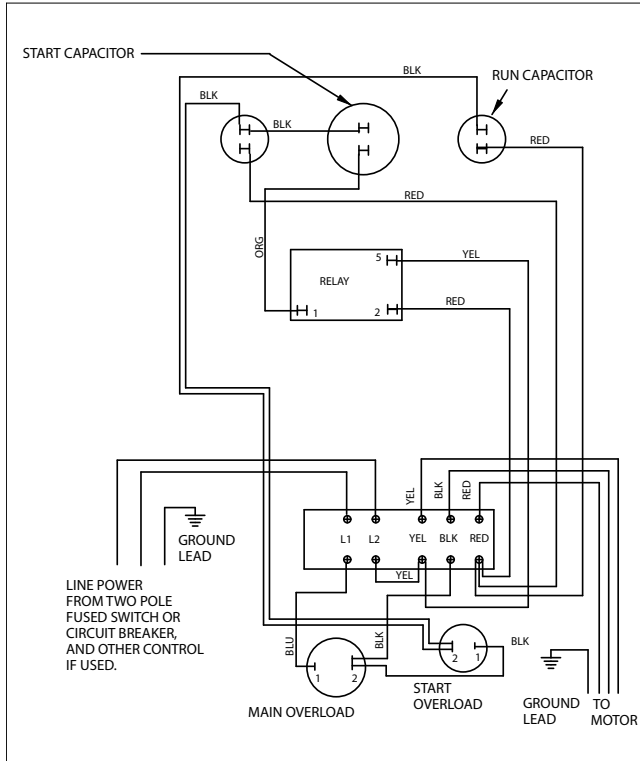 START CAPACITOR
BLK
RUN CAPACITOR
BLK
BLK
RED
RED
ORG
5
YEL
RELAY
1
2
RED
YEL
BLK
RED
L1 L2 YEL BLK RED
YEL
GROUND
LEAD
LINE POWER
FROM TWO POLE
FUSED SWITCH OR
CIRCUIT BREAKER,
AND OTHER CONTROL
IF USED.
BLU
BLK
BLK
1
2
2
1
MAIN OVERLOAD
START
OVERLOAD
GROUND
LEAD
TO
MOTOR